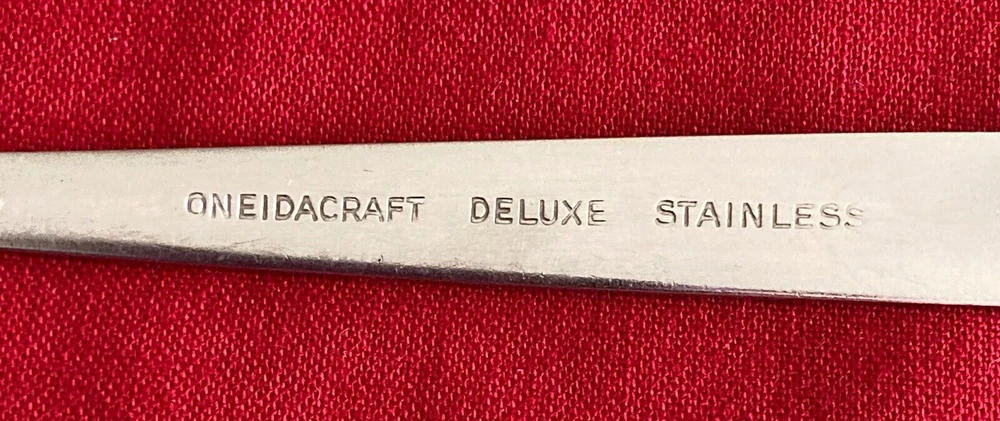 ONEIDACRAFT DELUXE STAINLESS